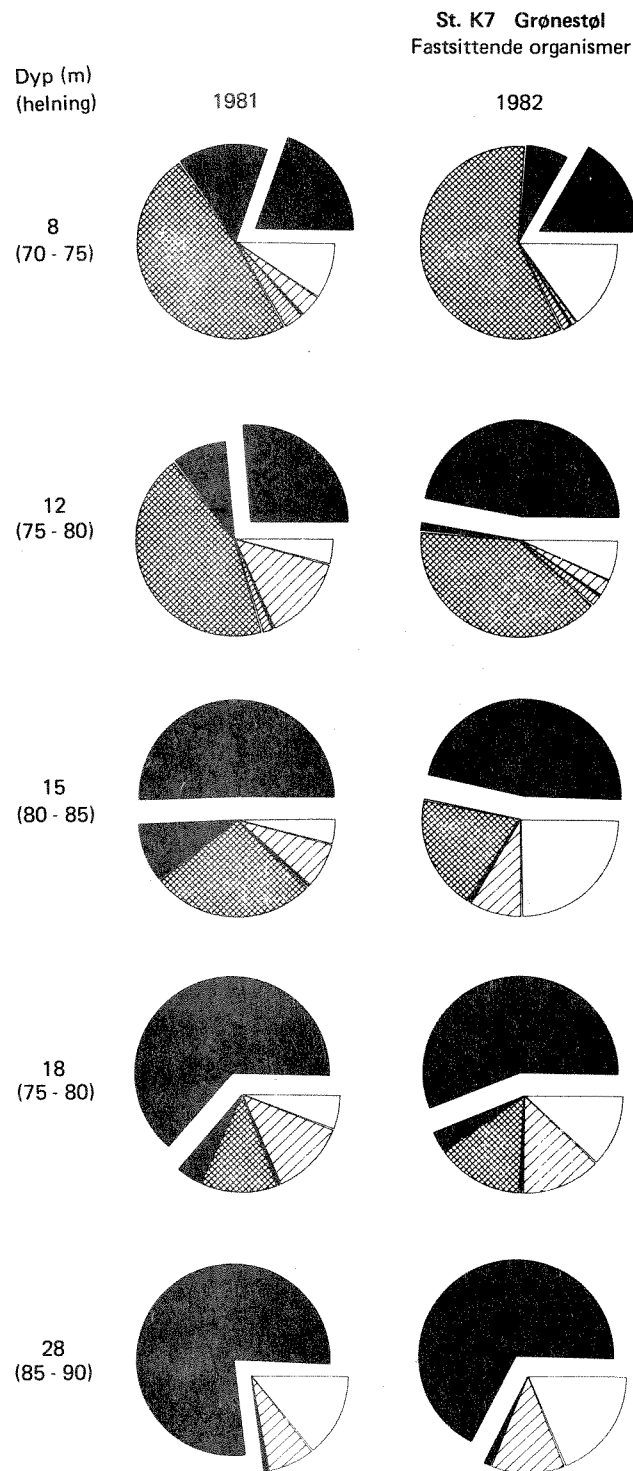 St. K7 Grønestøl
Fastsittende organismer
Dyp (m)
(helning)
1981
1982
8
(70 - 75)
12
(75 - 80)
15
(80 - 85)
18
(75 - 80)
28
(85 - 90)